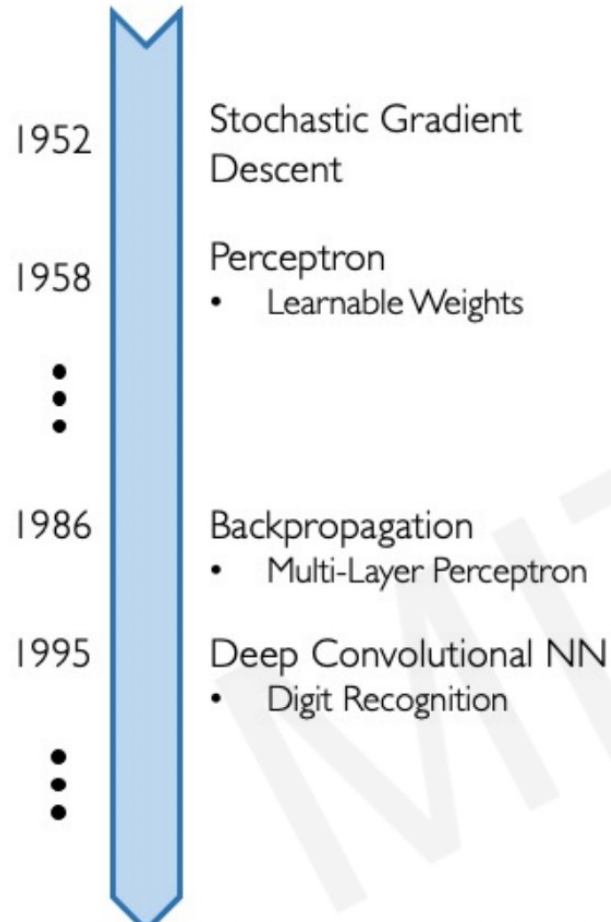 1952
Stochastic Gradient
Descent
1958
Perceptron
• Learnable Weights
1986
Backpropagation
• Multi-Layer Perceptron
1995
Deep Convolutional NN
• Digit Recognition